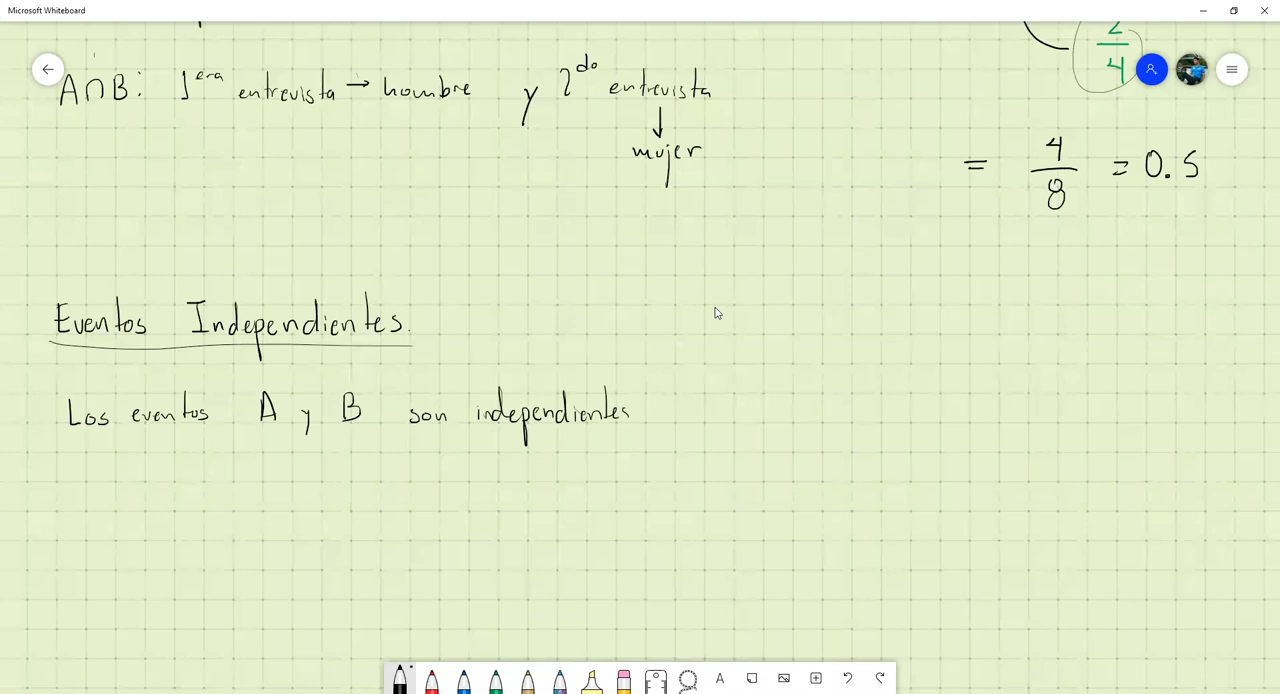 Microsoft Whiteboard
2/4
A∩B: 1era entrevista → hombre y 2do entrevista
↓
mujer
= 4/8 = 0.5
Eventos Independientes.
Los eventos A y B son independientes
A